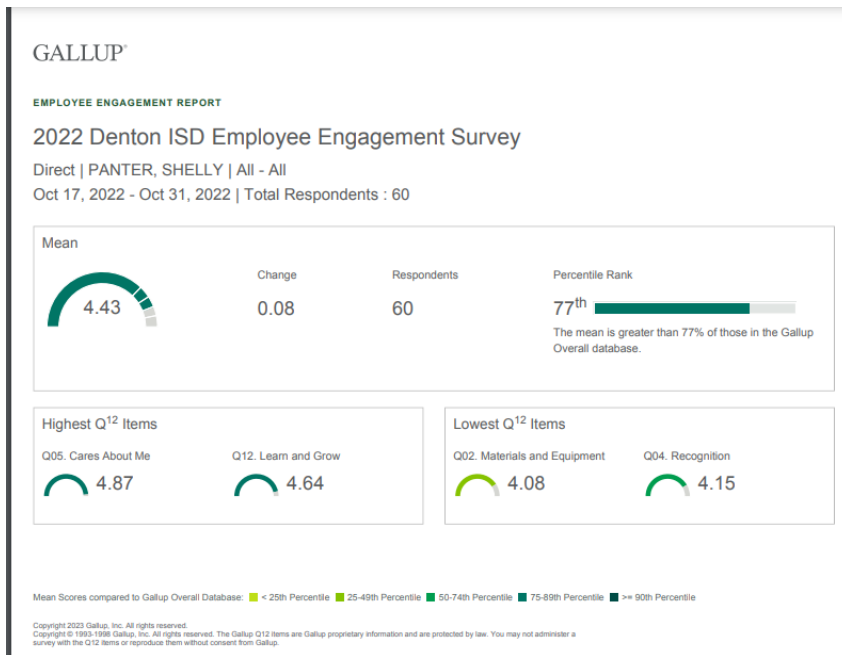 GALLUP®
EMPLOYEE ENGAGEMENT REPORT
2022 Denton ISD Employee Engagement Survey
Direct | PANTER, SHELLY | All - All
Oct 17, 2022 - Oct 31, 2022 | Total Respondents : 60
Mean
4.43
Change
0.08
Respondents
60
Percentile Rank
77th
The mean is greater than 77% of those in the Gallup
Overall database.
Highest Q12 Items
Q05. Cares About Me
4.87
Q12. Learn and Grow
4.64
Lowest Q12 Items
Q02. Materials and Equipment
4.08
Q04. Recognition
4.15
Mean Scores compared to Gallup Overall Database: < 25th Percentile 25-49th Percentile 50-74th Percentile 75-89th Percentile >= 90th Percentile
Copyright 2023 Gallup, Inc. All rights reserved.
Copyright © 1993-1998 Gallup, Inc. All rights reserved. The Gallup Q12 items are Gallup proprietary information and are protected by law. You may not administer a
survey with the Q12 items or reproduce them without consent from Gallup.